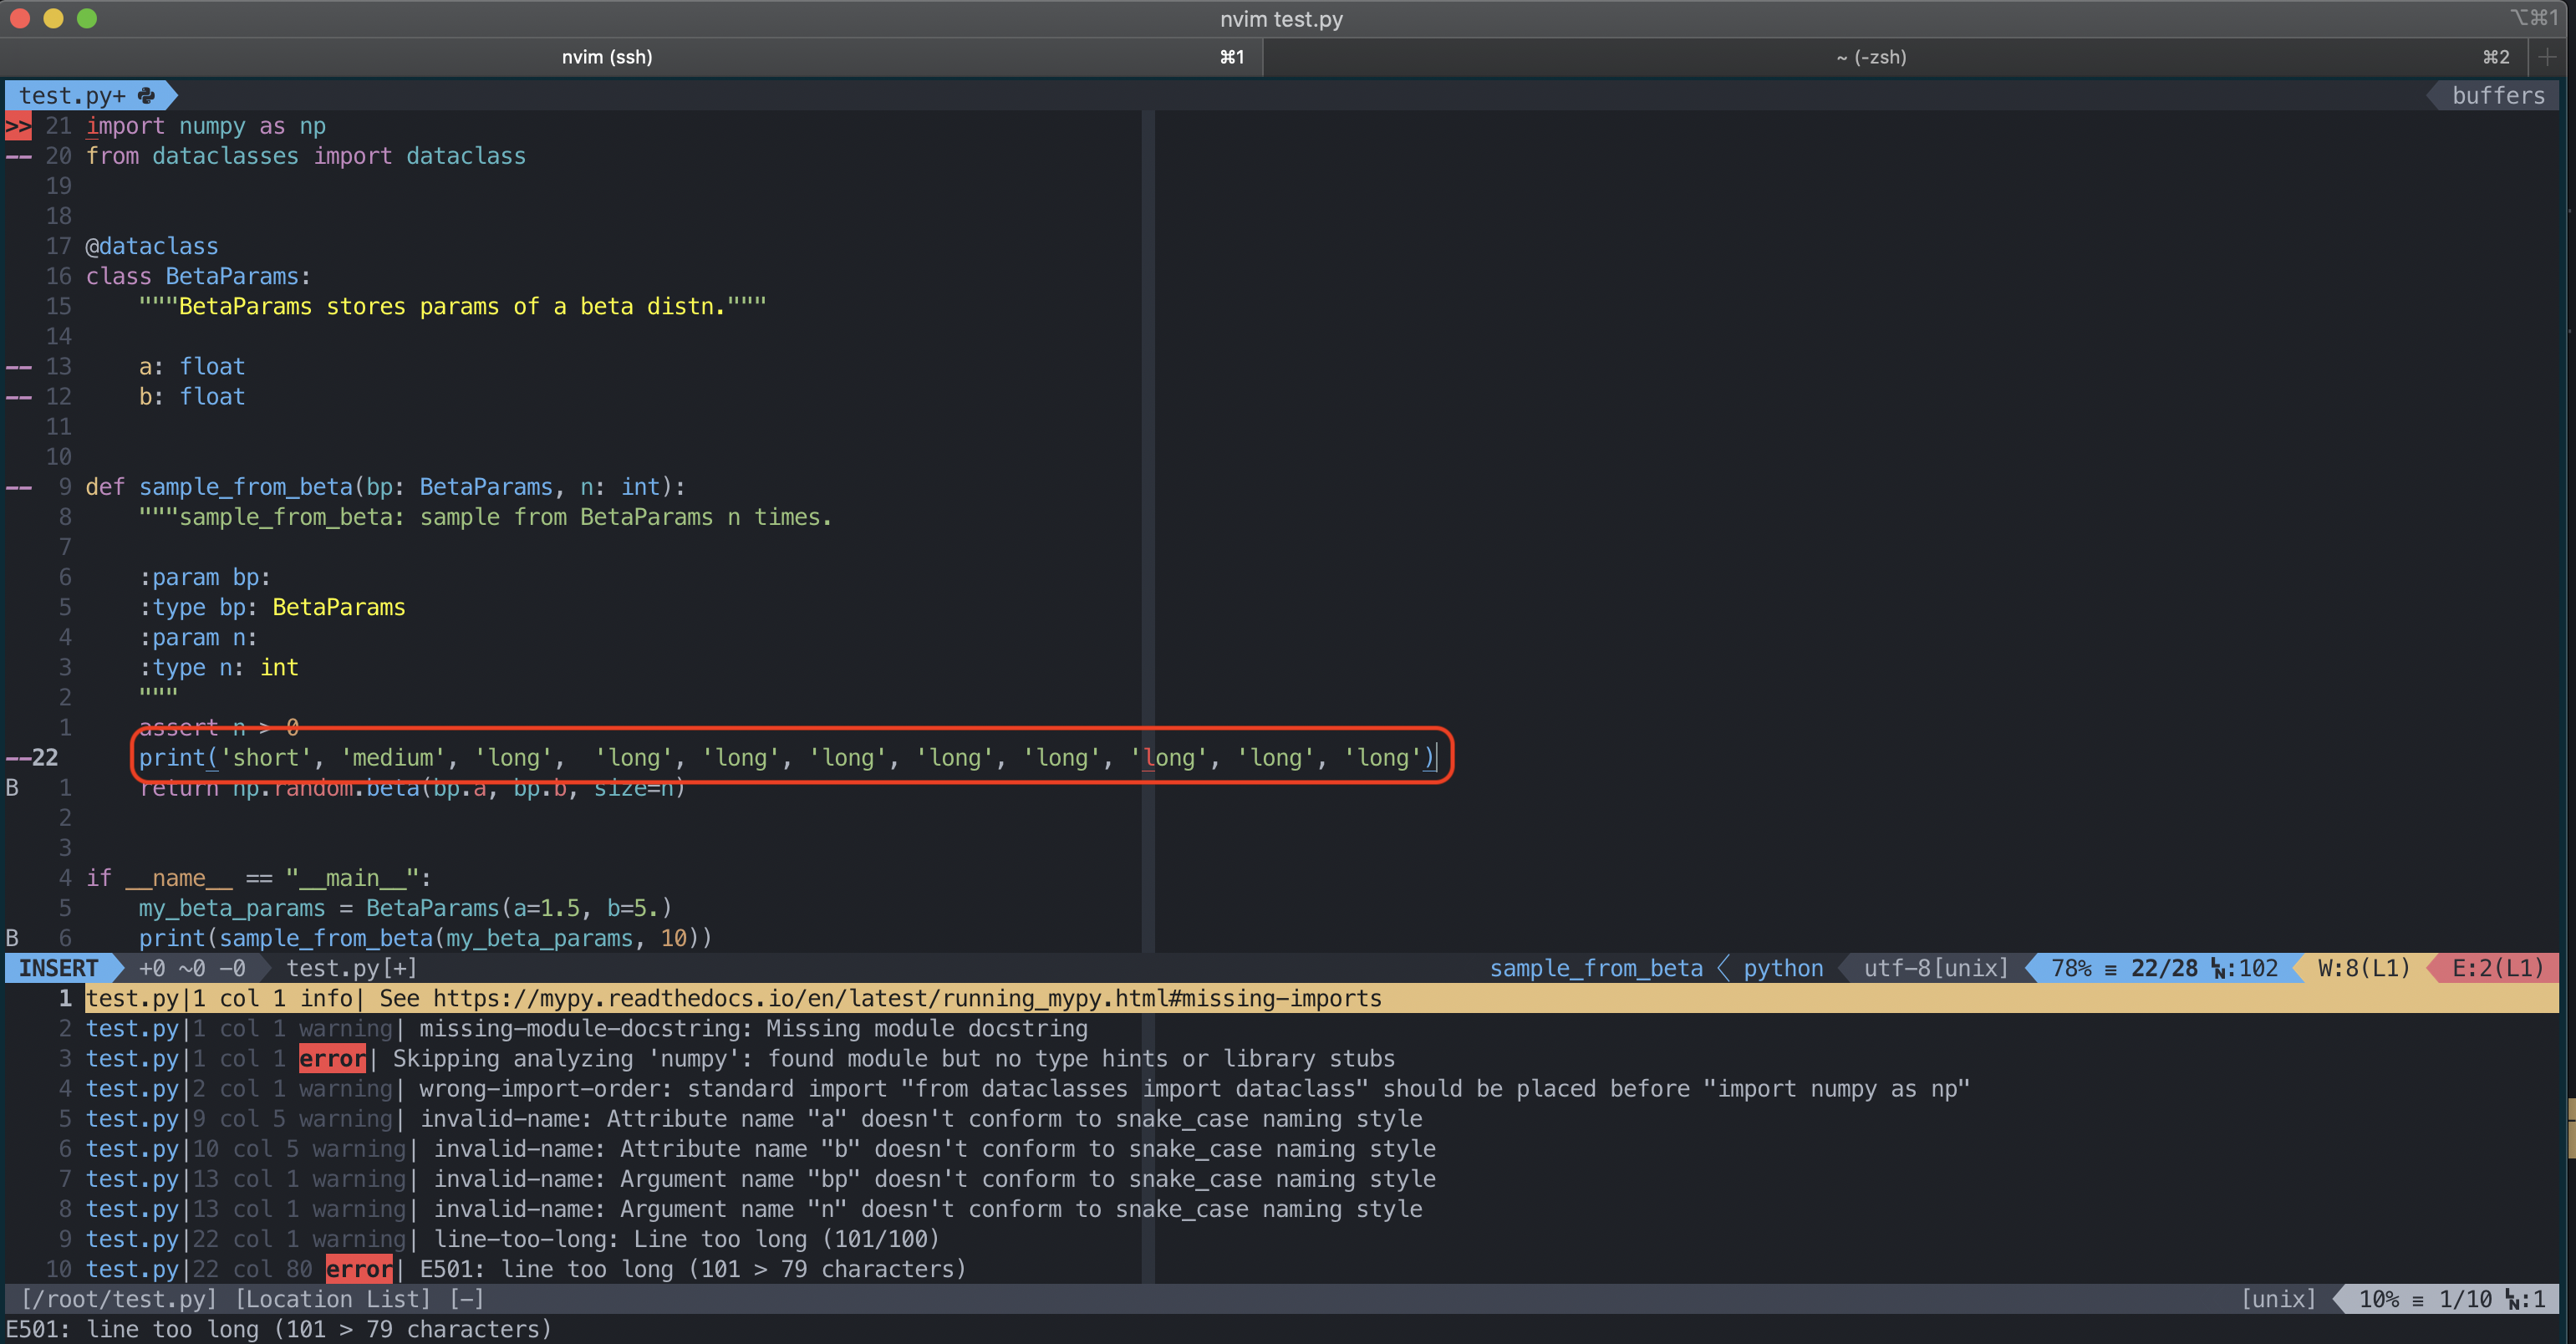 nvim test.py ⌥⌘1
nvim (ssh) ⌘1 ~ (-zsh) ⌘2 +
test.py+ buffers
>> 21 import numpy as np
-- 20 from dataclasses import dataclass
19
18
17 @dataclass
16 class BetaParams:
15     """BetaParams stores params of a beta distn."""
14
-- 13     a: float
-- 12     b: float
11
10
-- 9 def sample_from_beta(bp: BetaParams, n: int):
8     """sample_from_beta: sample from BetaParams n times.
7
6     :param bp:
5     :type bp: BetaParams
4     :param n:
3     :type n: int
2     """
1     assert n > 0
--22     print('short', 'medium', 'long',  'long', 'long', 'long', 'long', 'long', 'long', 'long', 'long')
B 1     return np.random.beta(bp.a, bp.b, size=n)
2
3
4 if __name__ == "__main__":
5     my_beta_params = BetaParams(a=1.5, b=5.)
B 6     print(sample_from_beta(my_beta_params, 10))
INSERT +0 ~0 -0 test.py[+] sample_from_beta python utf-8[unix] 78% ≡ 22/28 ㏑:102 W:8(L1) E:2(L1)
1 test.py|1 col 1 info| See https://mypy.readthedocs.io/en/latest/running_mypy.html#missing-imports
2 test.py|1 col 1 warning| missing-module-docstring: Missing module docstring
3 test.py|1 col 1 error| Skipping analyzing 'numpy': found module but no type hints or library stubs
4 test.py|2 col 1 warning| wrong-import-order: standard import "from dataclasses import dataclass" should be placed before "import numpy as np"
5 test.py|9 col 5 warning| invalid-name: Attribute name "a" doesn't conform to snake_case naming style
6 test.py|10 col 5 warning| invalid-name: Attribute name "b" doesn't conform to snake_case naming style
7 test.py|13 col 1 warning| invalid-name: Argument name "bp" doesn't conform to snake_case naming style
8 test.py|13 col 1 warning| invalid-name: Argument name "n" doesn't conform to snake_case naming style
9 test.py|22 col 1 warning| line-too-long: Line too long (101/100)
10 test.py|22 col 80 error| E501: line too long (101 > 79 characters)
[/root/test.py] [Location List] [-] [unix] 10% ≡ 1/10 ㏑:1
E501: line too long (101 > 79 characters)